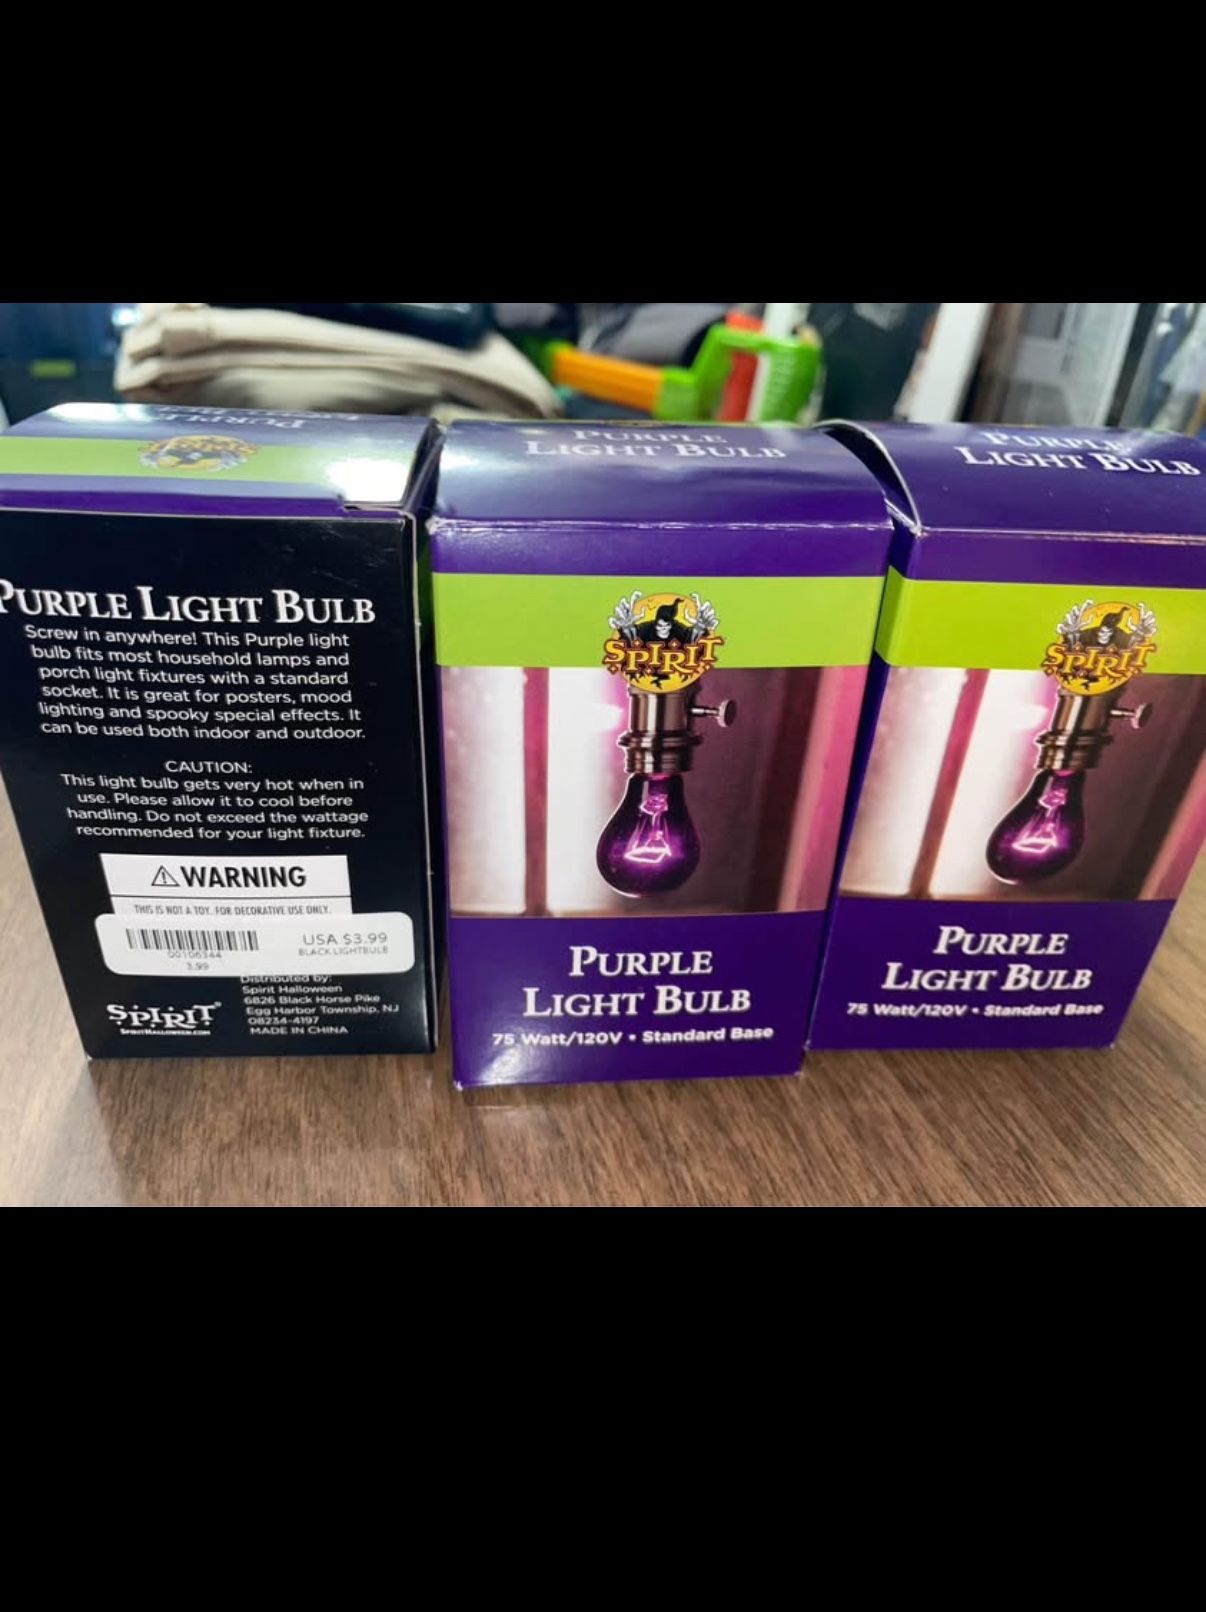 PURPLE
SPIRIT
PURPLE LIGHT BULB
Screw in anywhere! This Purple light
bulb fits most household lamps and
porch light fixtures with a standard
socket. It is great for posters, mood
lighting and spooky special effects. It
can be used both indoor and outdoor.
CAUTION:
This light bulb gets very hot when in
use. Please allow it to cool before
handling. Do not exceed the wattage
recommended for your light fixture.
WARNING
THIS IS NOT A TOY. FOR DECORATIVE USE ONLY.
00106344
3.99
USA $3.99
BLACK LIGHTBULB
Distributed by:
Spirit Halloween
6826 Black Horse Pike
Egg Harbor Township, NJ
08234-4197
MADE IN CHINA
SPIRIT®
SPIRITHALLOWEEN.COM
PURPLE
LIGHT BULB
SPIRIT
PURPLE
LIGHT BULB
75 Watt/120V • Standard Base
PURPLE
LIGHT BULB
SPIRIT
PURPLE
LIGHT BULB
75 Watt/120V • Standard Base